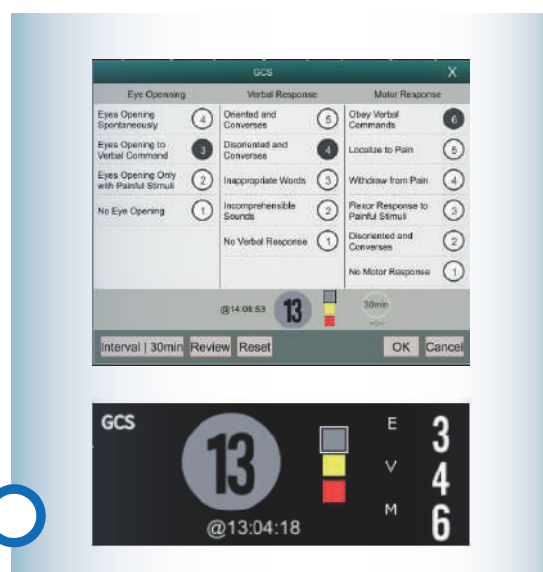 GCS X
Eye Openning
Eyes Opening
Spontaneously 4
Eyes Opening to
Verbal Command 3
Eyes Opening Only
with Painful Stimuli 2
No Eye Opening 1
Verbal Response
Oriented and
Converses 5
Disoriented and
Converses 4
Inappropriate Words 3
Incomprehensible
Sounds 2
No Verbal Response 1
Motor Response
Obey Verbal
Commands 6
Localize to Pain 5
Withdraw from Pain 4
Flexor Response to
Painful Stimuli 3
Disoriented and
Converses 2
No Motor Response 1
@14:08:53 13 30min
Interval | 30min Review Reset OK Cancel
GCS
13
@13:04:18
E 3
V 4
M 6